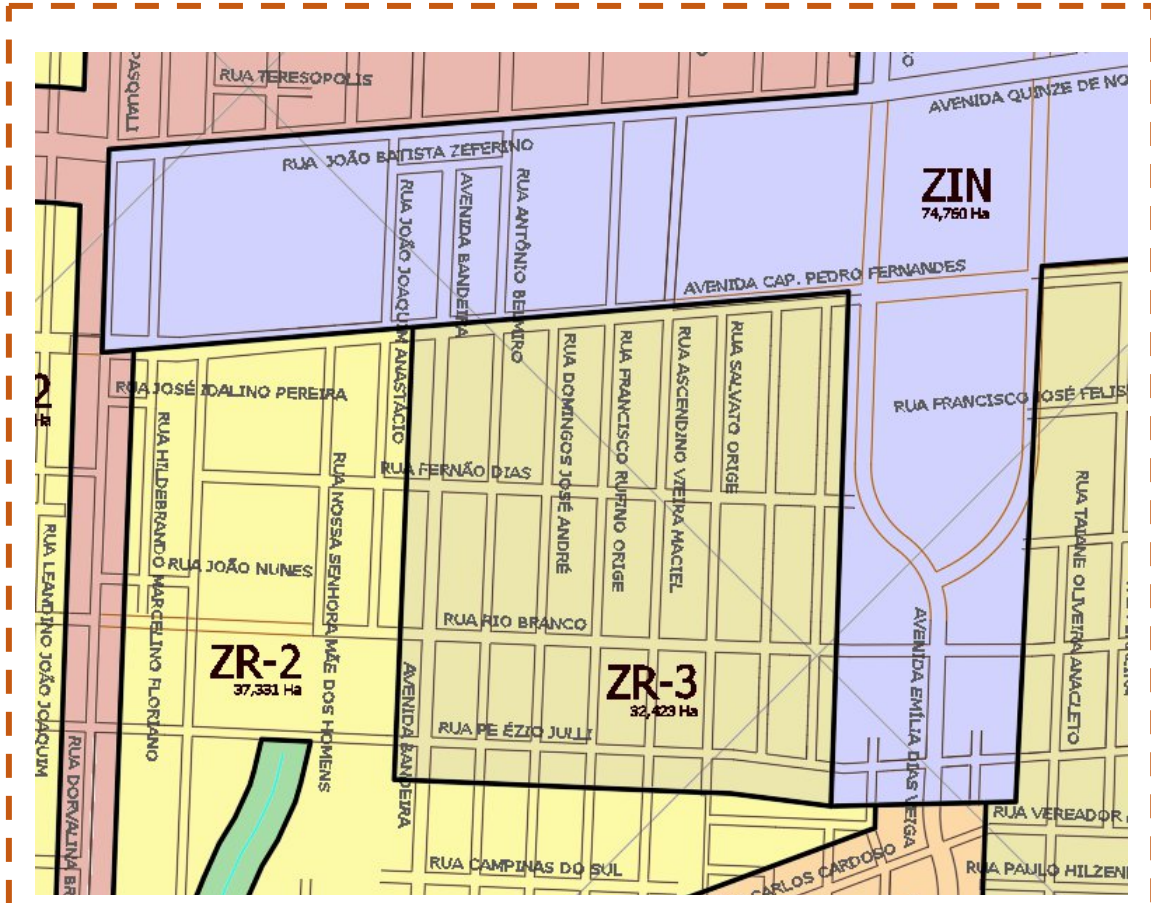 PASQUALI
RUA TERESOPOLIS
AVENIDA QUINZE DE NO
RUA JOÃO BATISTA ZEFERINO
ZIN
74,760 Ha
RUA JOÃO JOAQUIM ANASTÁCIO
AVENIDA BANDEIRA
RUA ANTÔNIO BELMIRO
AVENIDA CAP. PEDRO FERNANDES
2
Ha
RUA JOSÉ IDALINO PEREIRA
RUA DOMINGOS JOSÉ ANDRÉ
RUA FRANCISCO RUFINO ORIGE
RUA ASCENDINO VIEIRA MACIEL
RUA SALVATO ORIGE
RUA FRANCISCO JOSÉ FELIS
RUA HILDEBRANDO MARCELINO FLORIANO
RUA NOSSA SENHORA MÃE DOS HOMENS
RUA FERNÃO DIAS
RUA TAIANE OLIVEIRA ANACLETO
RUA LEANDINO JOÃO JOAQUIM
RUA JOÃO NUNES
RUA RIO BRANCO
AVENIDA EMÍLIA DIAS VEIGA
ZR-2
37,331 Ha
ZR-3
32,423 Ha
AVENIDA BANDEIRA
RUA PE ÉZIO JULLI
RUA DORVALINA BR
RUA VEREADOR
RUA CAMPINAS DO SUL
CARLOS CARDOSO
RUA PAULO HILZEN